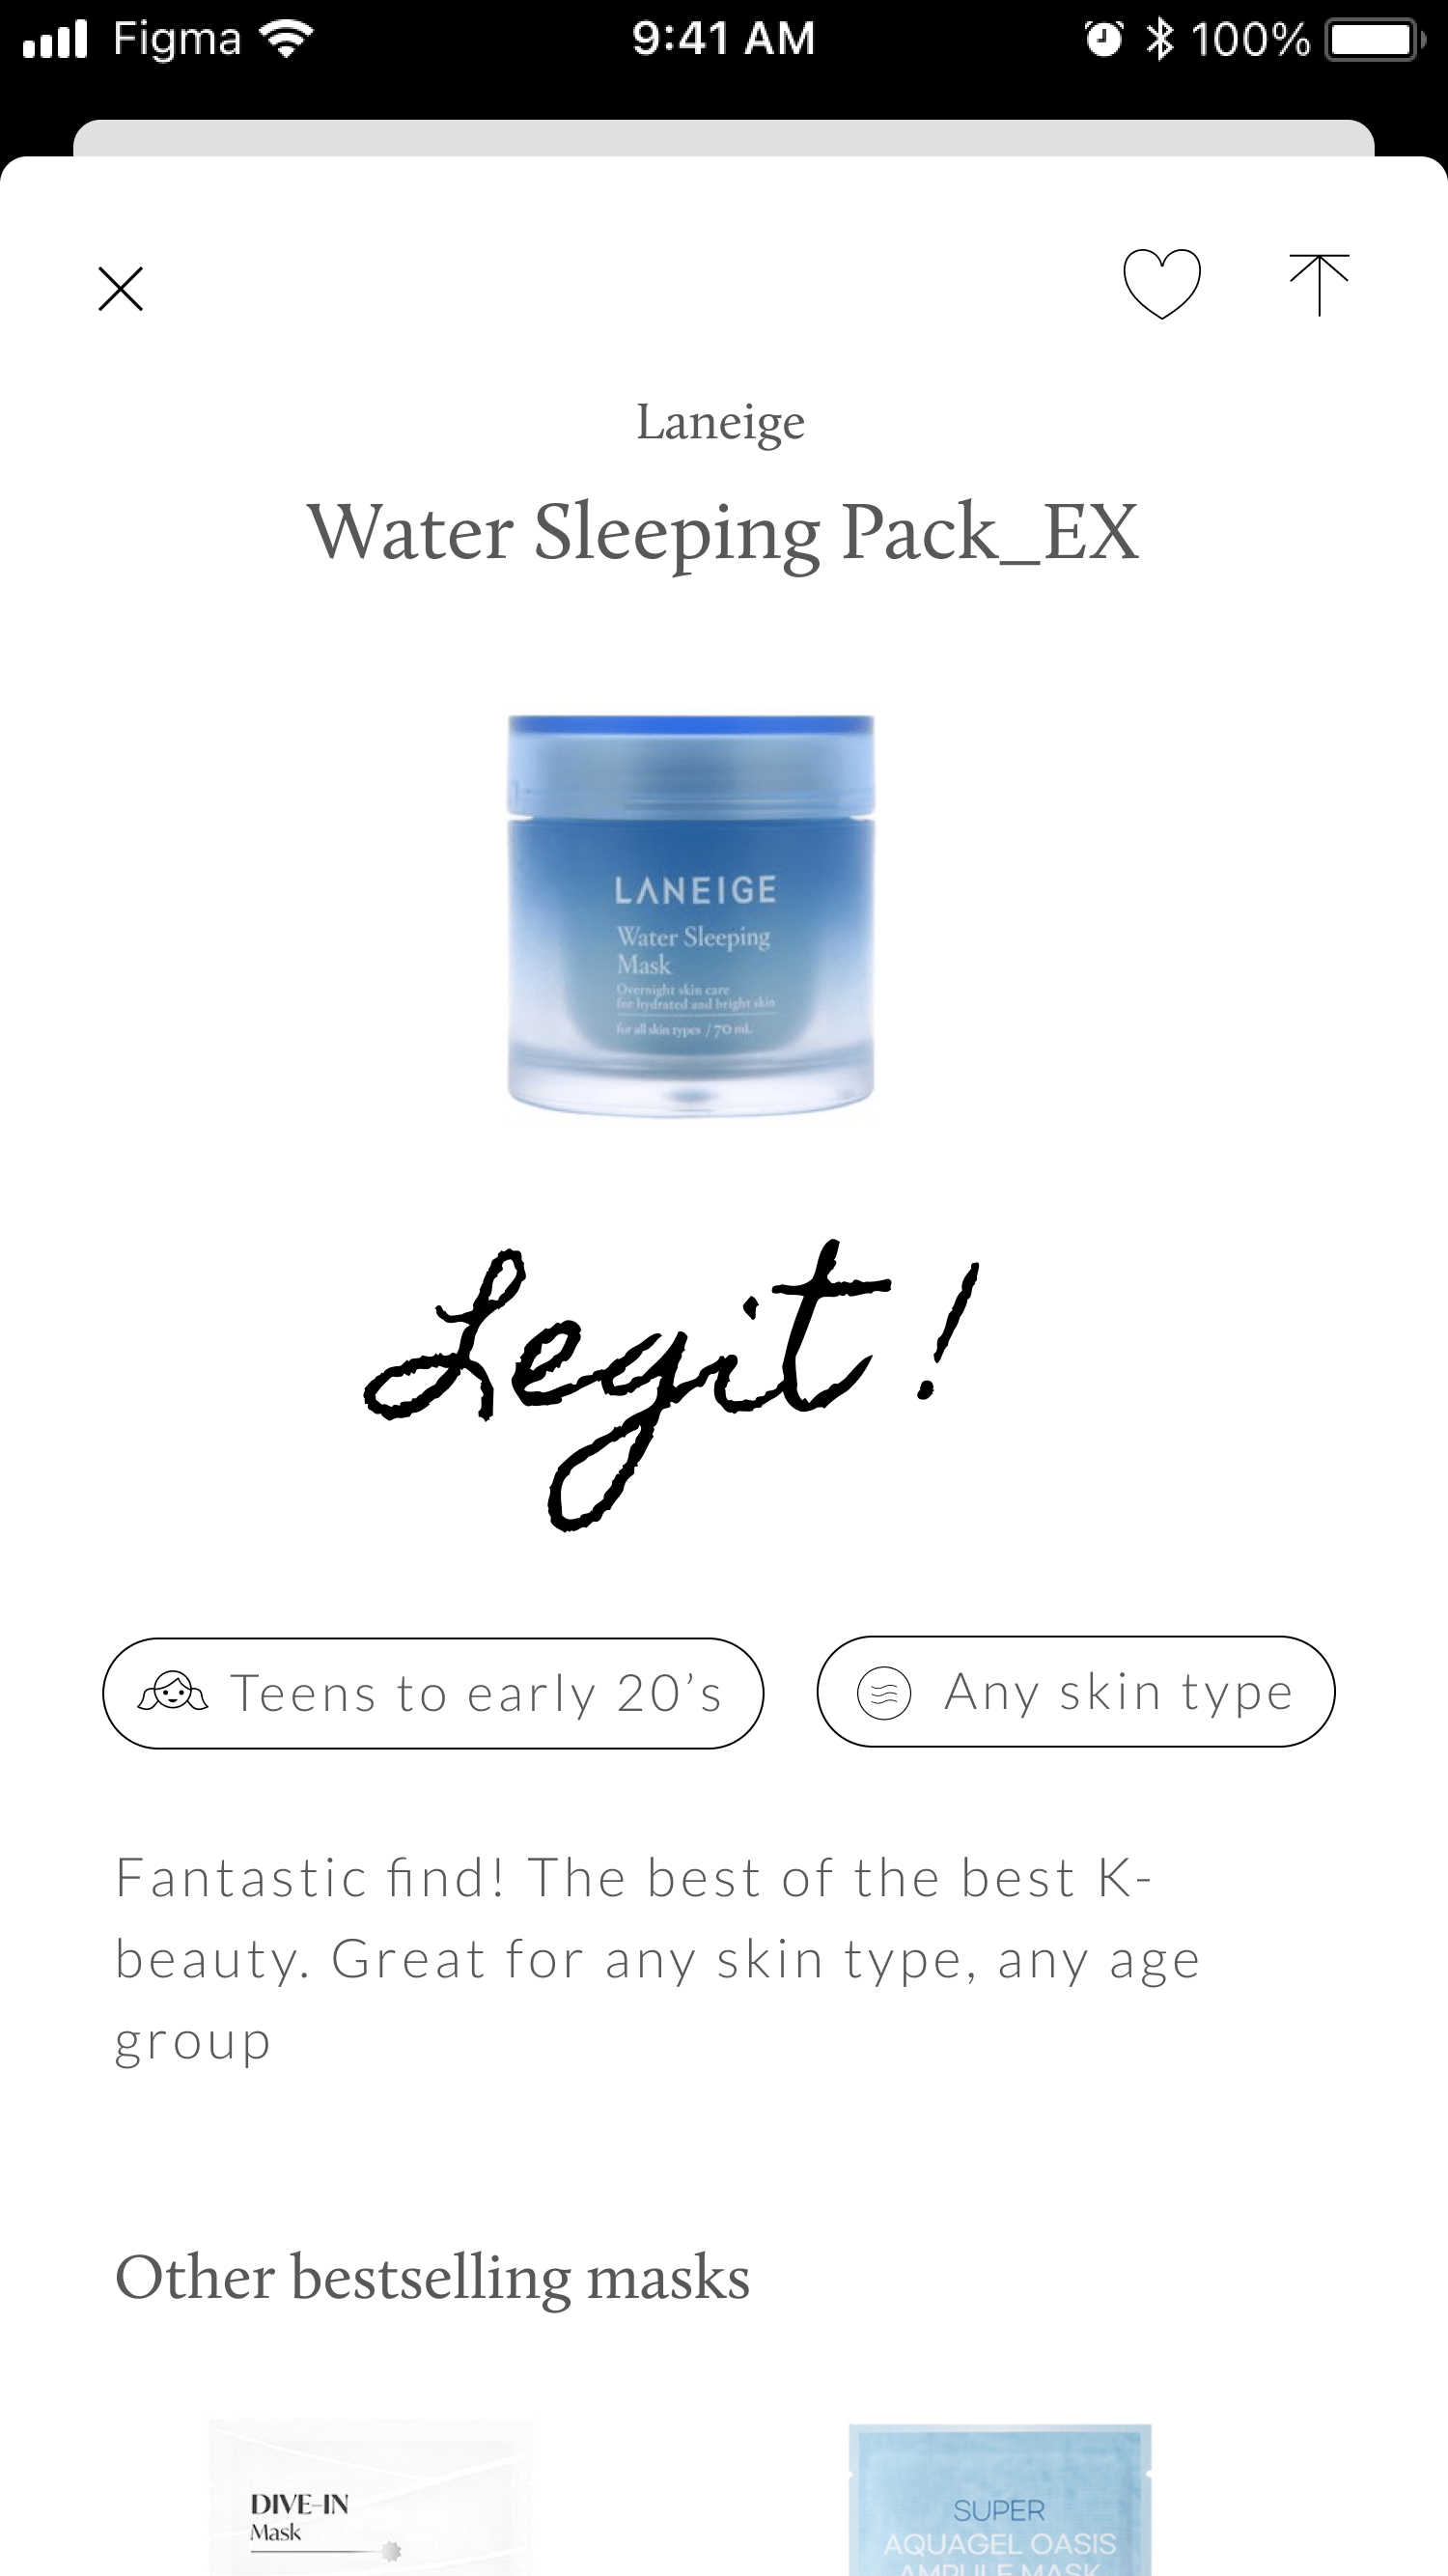 Figma 9:41 AM 100%
Laneige
Water Sleeping Pack_EX
LANEIGE
Water Sleeping
Mask
Overnight skin care
for hydrated and bright skin
for all skin types / 70 ml.
Legit !
Teens to early 20’s Any skin type
Fantastic find! The best of the best K-
beauty. Great for any skin type, any age
group
Other bestselling masks
DIVE-IN
Mask
SUPER
AQUAGEL OASIS
AMPULE MASK